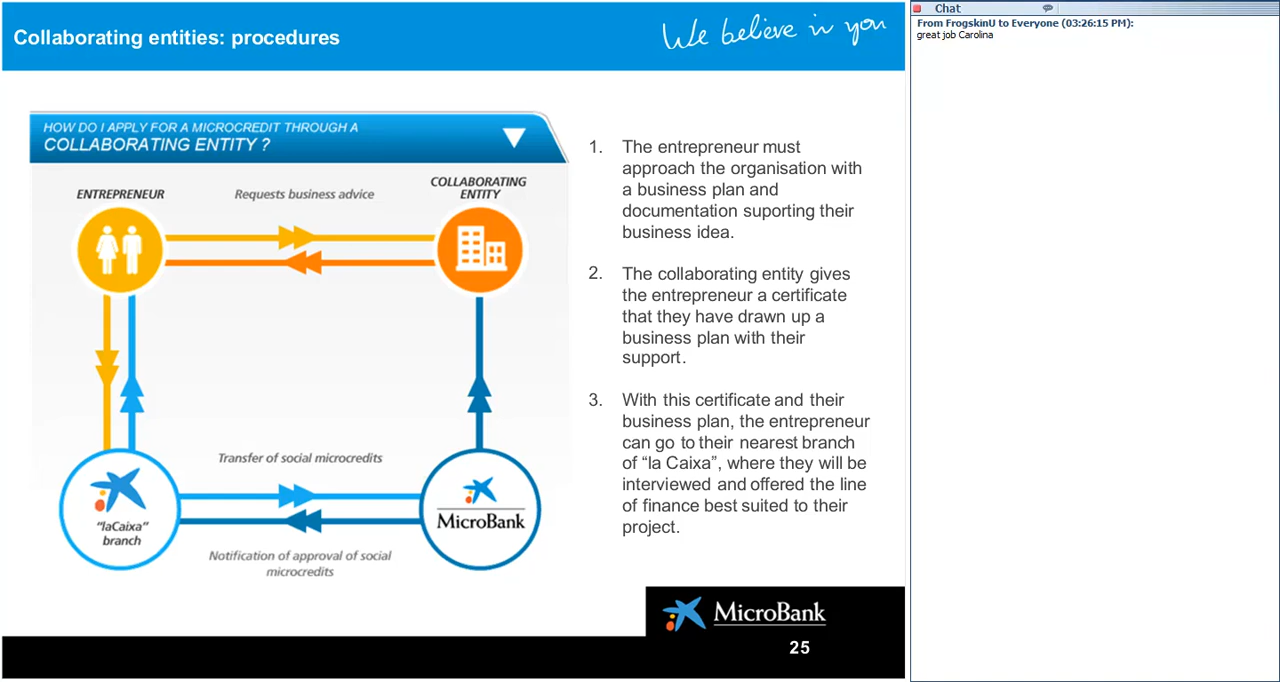 Collaborating entities: procedures
We believe in you
HOW DO I APPLY FOR A MICROCREDIT THROUGH A
COLLABORATING ENTITY ?
ENTREPRENEUR
Requests business advice
COLLABORATING
ENTITY
Transfer of social microcredits
"laCaixa"
branch
MicroBank
Notification of approval of social
microcredits
1. The entrepreneur must
approach the organisation with
a business plan and
documentation suporting their
business idea.
2. The collaborating entity gives
the entrepreneur a certificate
that they have drawn up a
business plan with their
support.
3. With this certificate and their
business plan, the entrepreneur
can go to their nearest branch
of “la Caixa”, where they will be
interviewed and offered the line
of finance best suited to their
project.
MicroBank
25
Chat
From FrogskinU to Everyone (03:26:15 PM):
great job Carolina